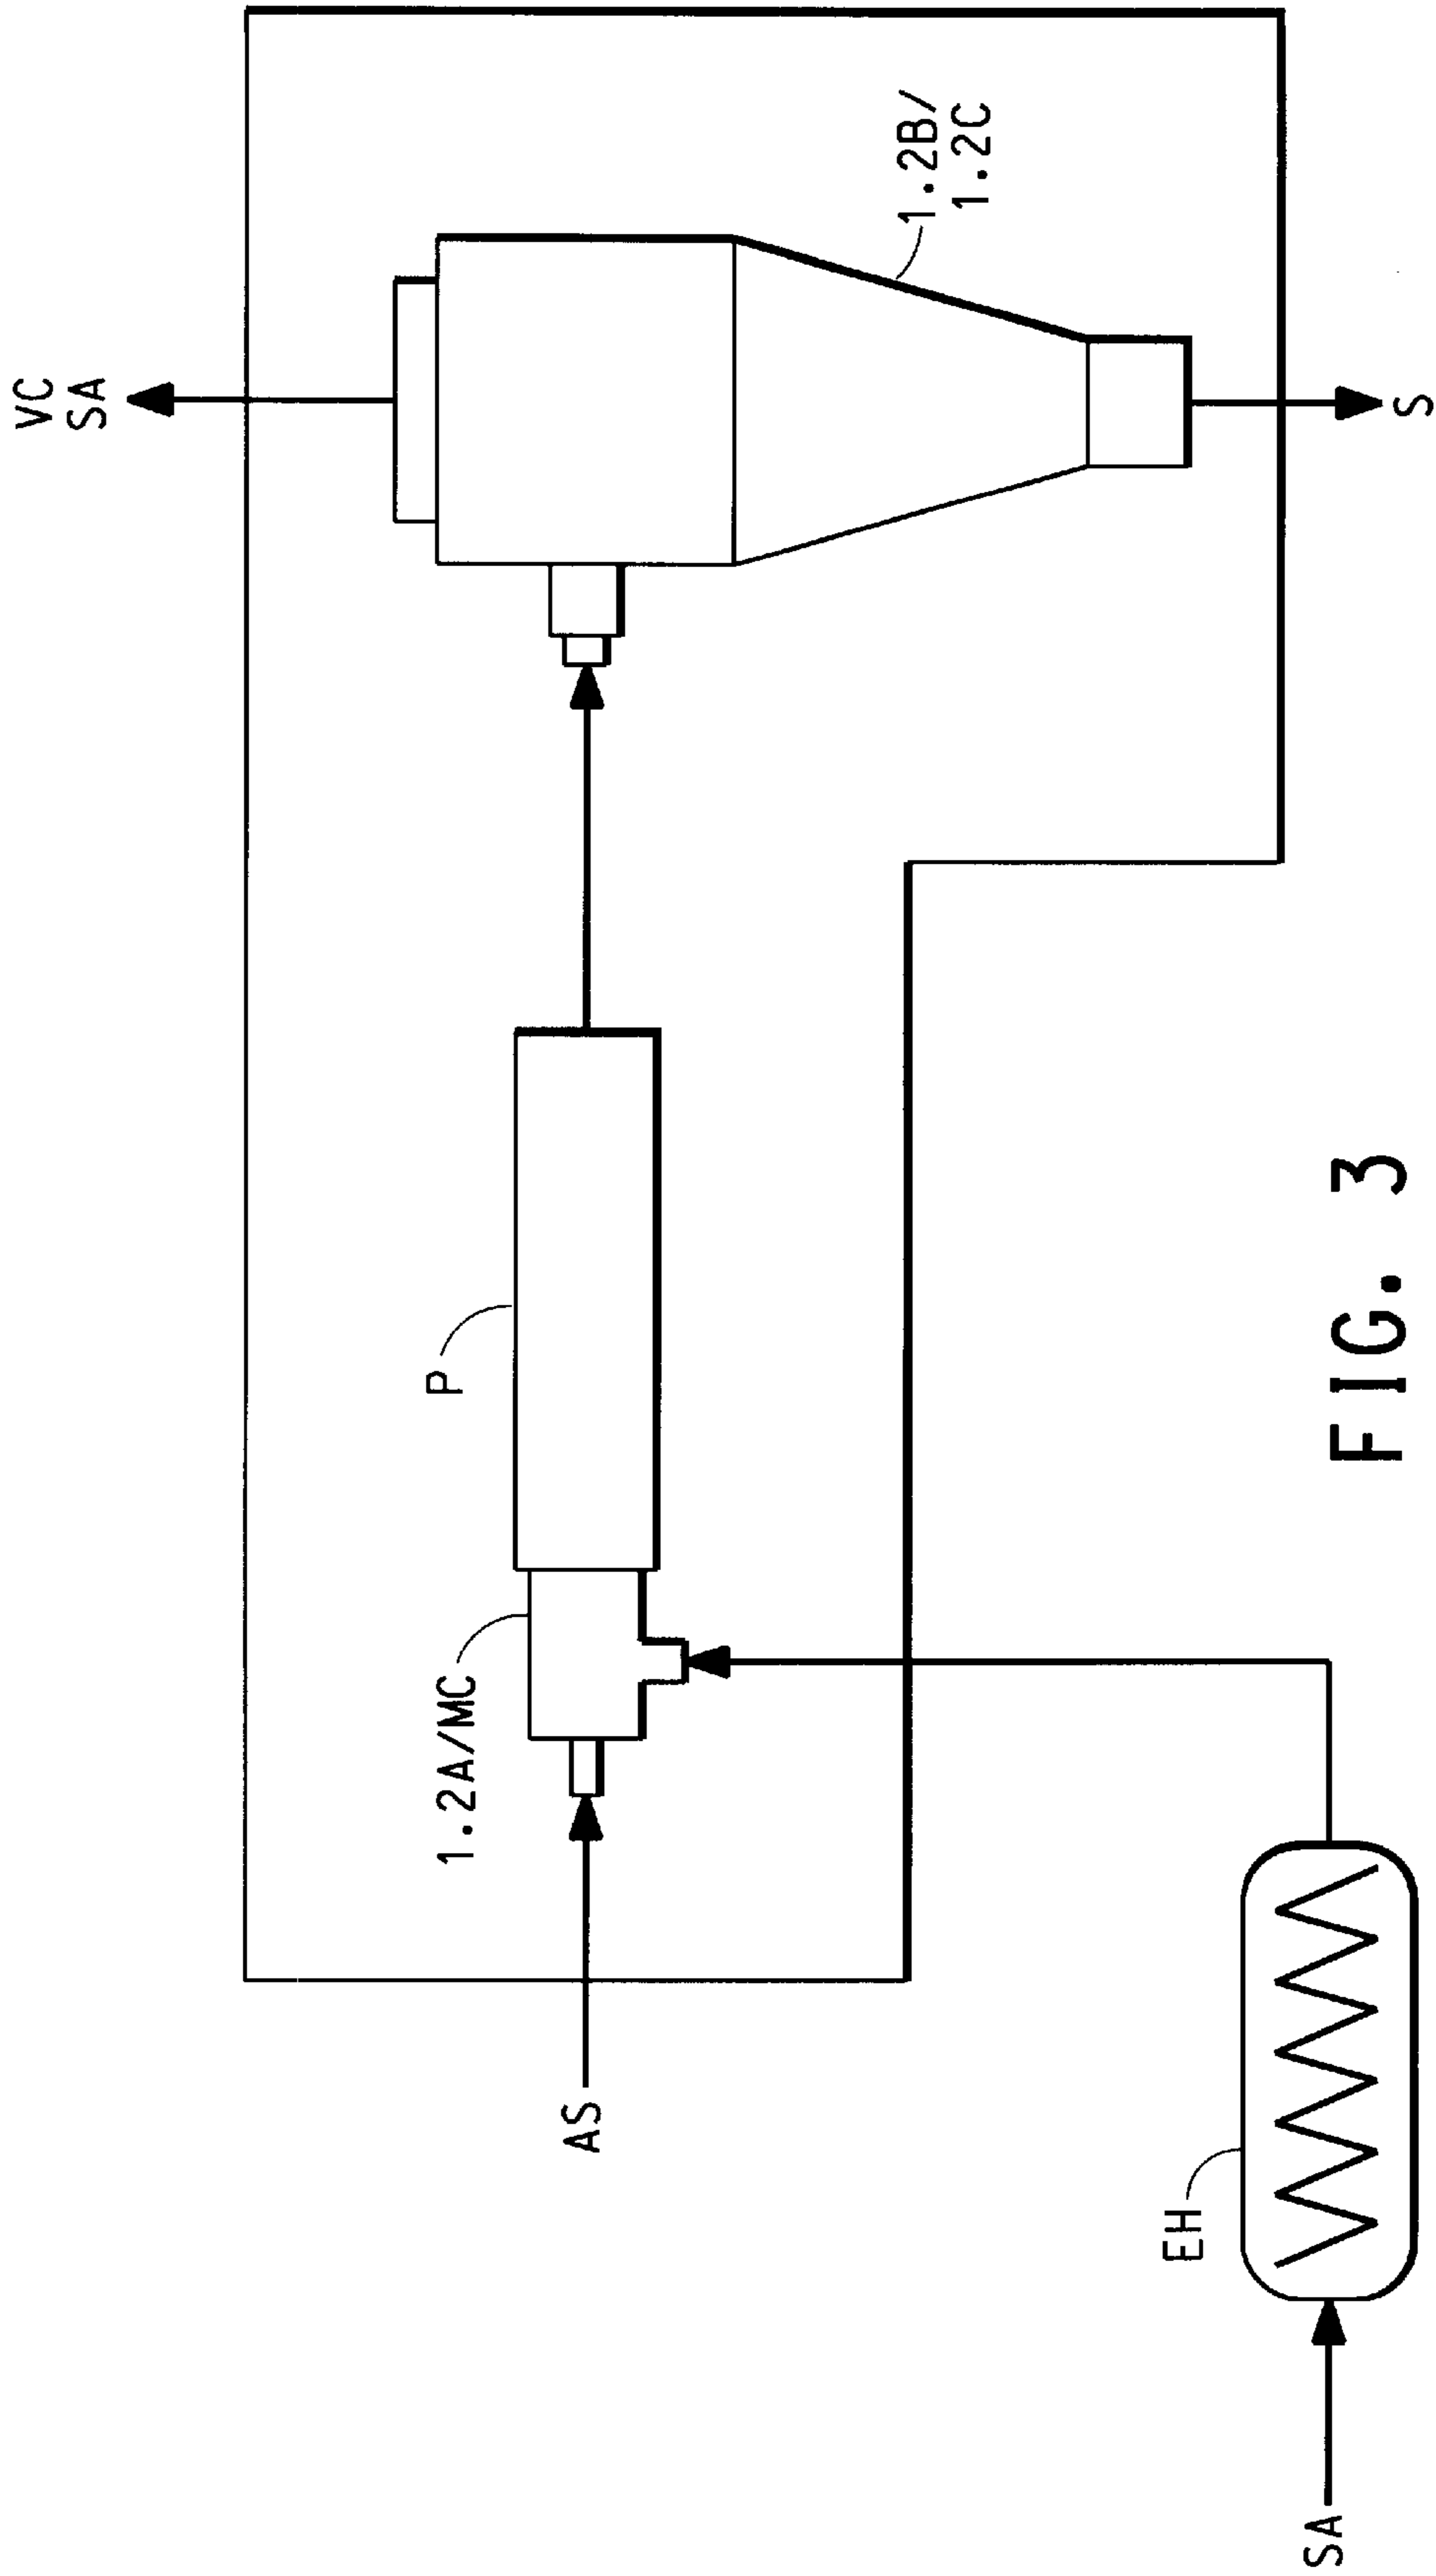 VC
SA
1.2B/
1.2C
S
P
1.2A/MC
AS
EH
SA
FIG. 3